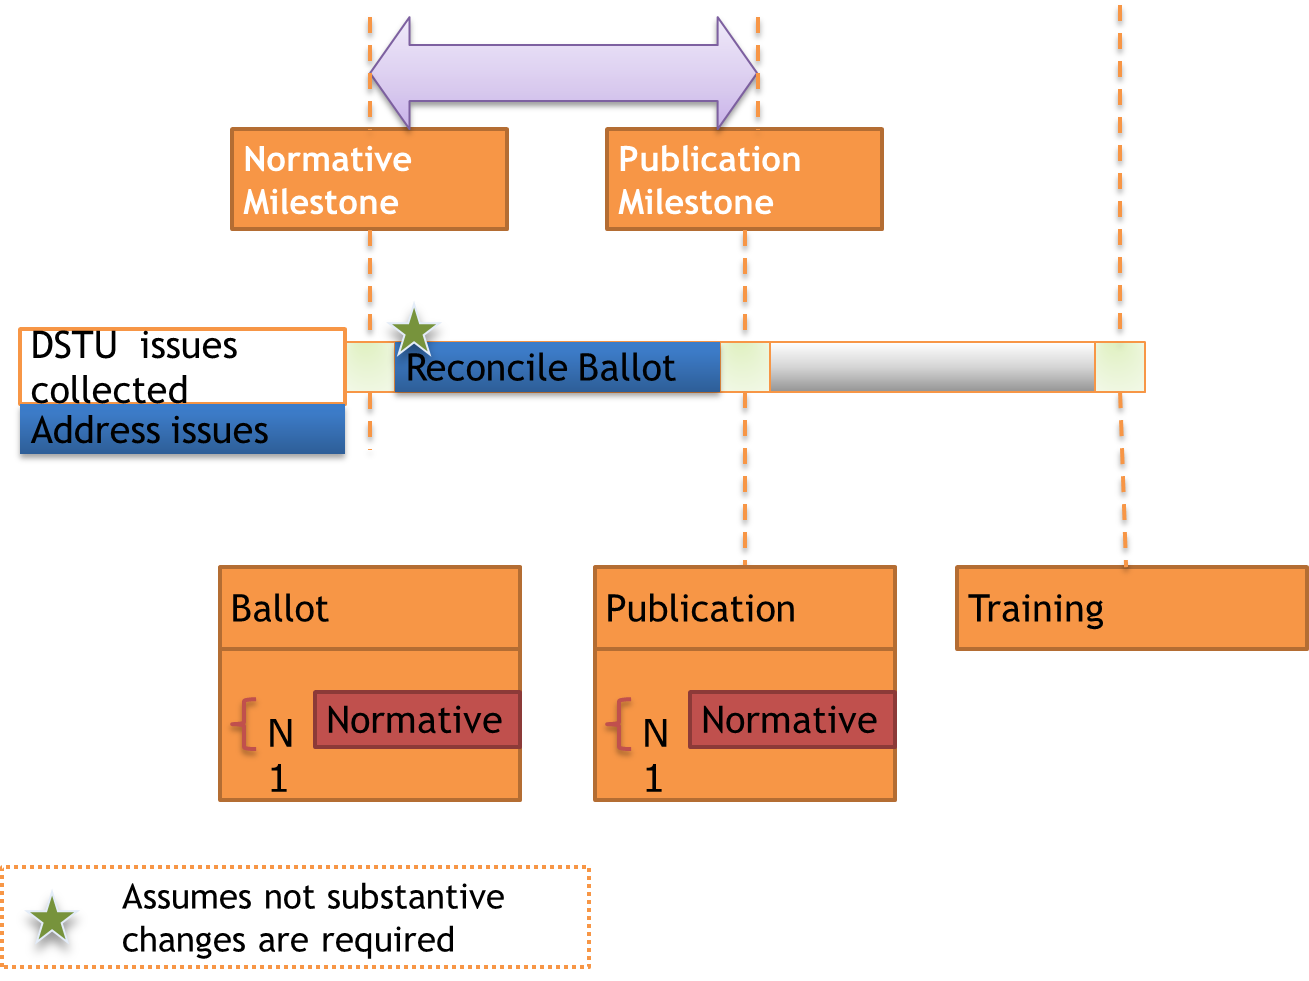 Normative
Milestone
Publication
Milestone
DSTU  issues
collected
Reconcile Ballot
Address issues
Ballot
Publication
Training
N
1
Normative
N
1
Normative
Assumes not substantive
changes are required